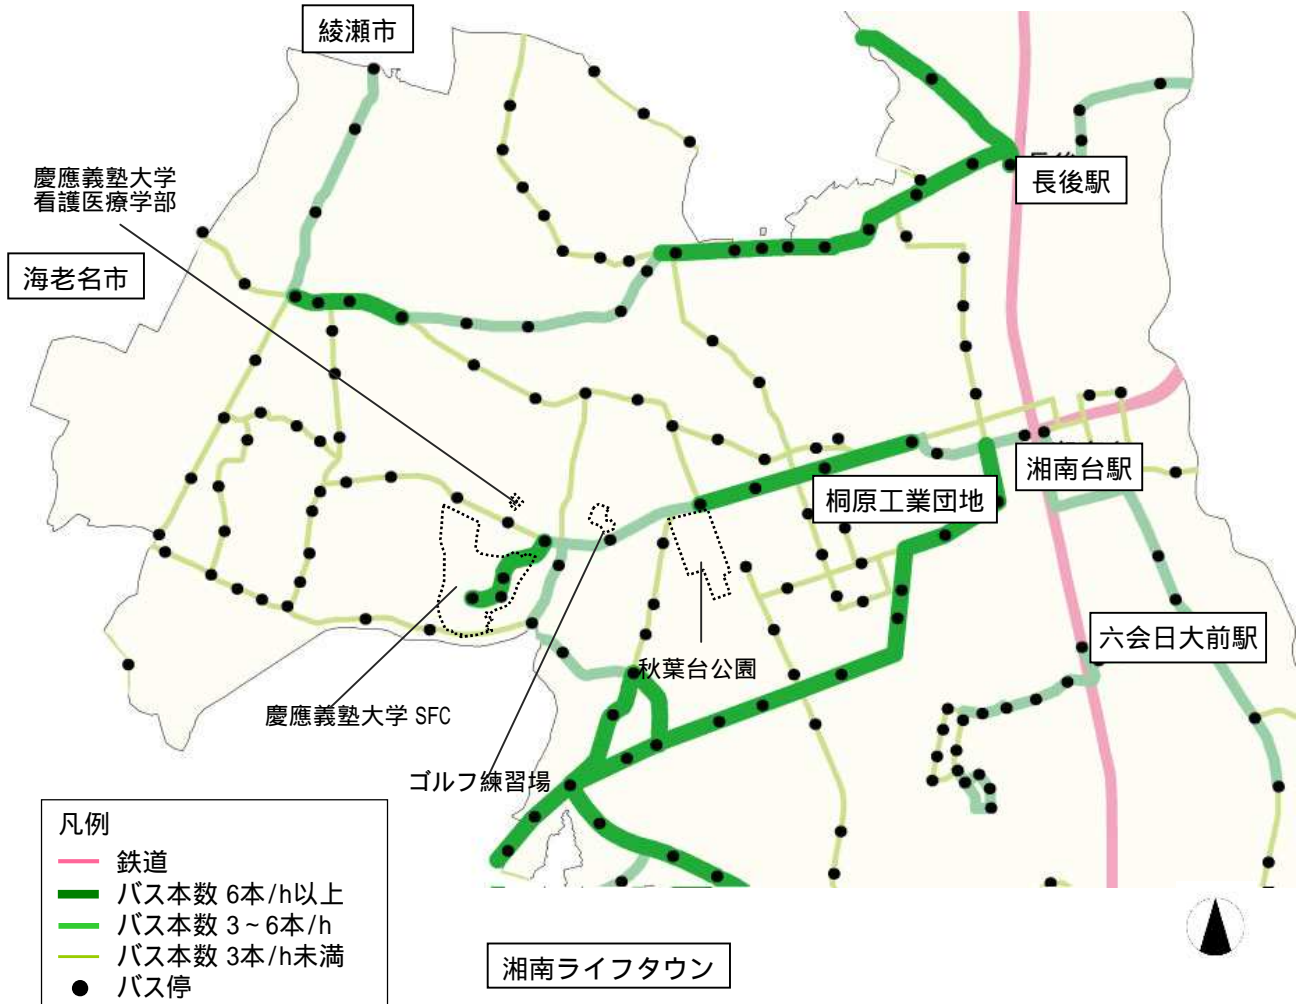 綾瀬市
慶應義塾大学
看護医療学部
長後駅
海老名市
湘南台駅
桐原工業団地
六会日大前駅
秋葉台公園
慶應義塾大学 SFC
ゴルフ練習場
凡例
鉄道
バス本数 6本/h以上
バス本数 3~6本/h
バス本数 3本/h未満
バス停
湘南ライフタウン